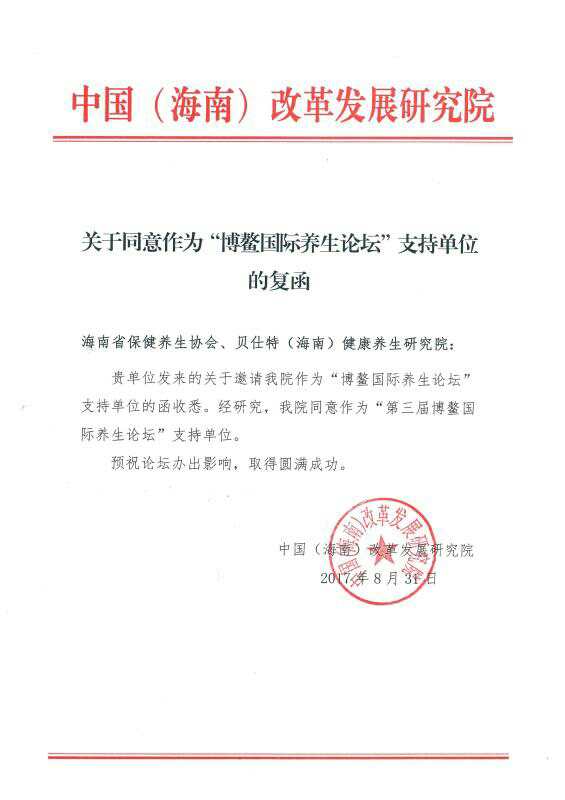 中国（海南）改革发展研究院
关于同意作为“博鳌国际养生论坛”支持单位
的复函
海南省保健养生协会、贝仕特（海南）健康养生研究院：
贵单位发来的关于邀请我院作为“博鳌国际养生论坛”
支持单位的函收悉。经研究，我院同意作为“第三届博鳌国
际养生论坛”支持单位。
预祝论坛办出影响，取得圆满成功。
中国（海南）改革发展研究院
2017年8月31日
中国(海南)改革发展研究院